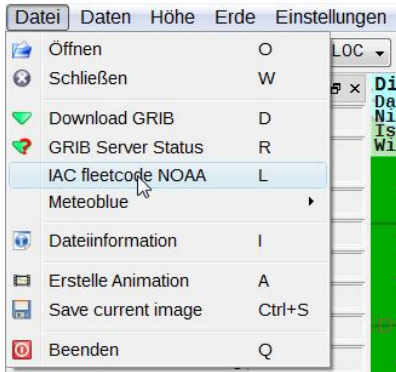 Datei Daten Höhe Erde Einstellungen
Öffnen O
LOC
Schließen W
Download GRIB D
GRIB Server Status R
IAC fleetcode NOAA L
Meteoblue
Dateiinformation I
Erstelle Animation A
Save current image Ctrl+S
Beenden Q